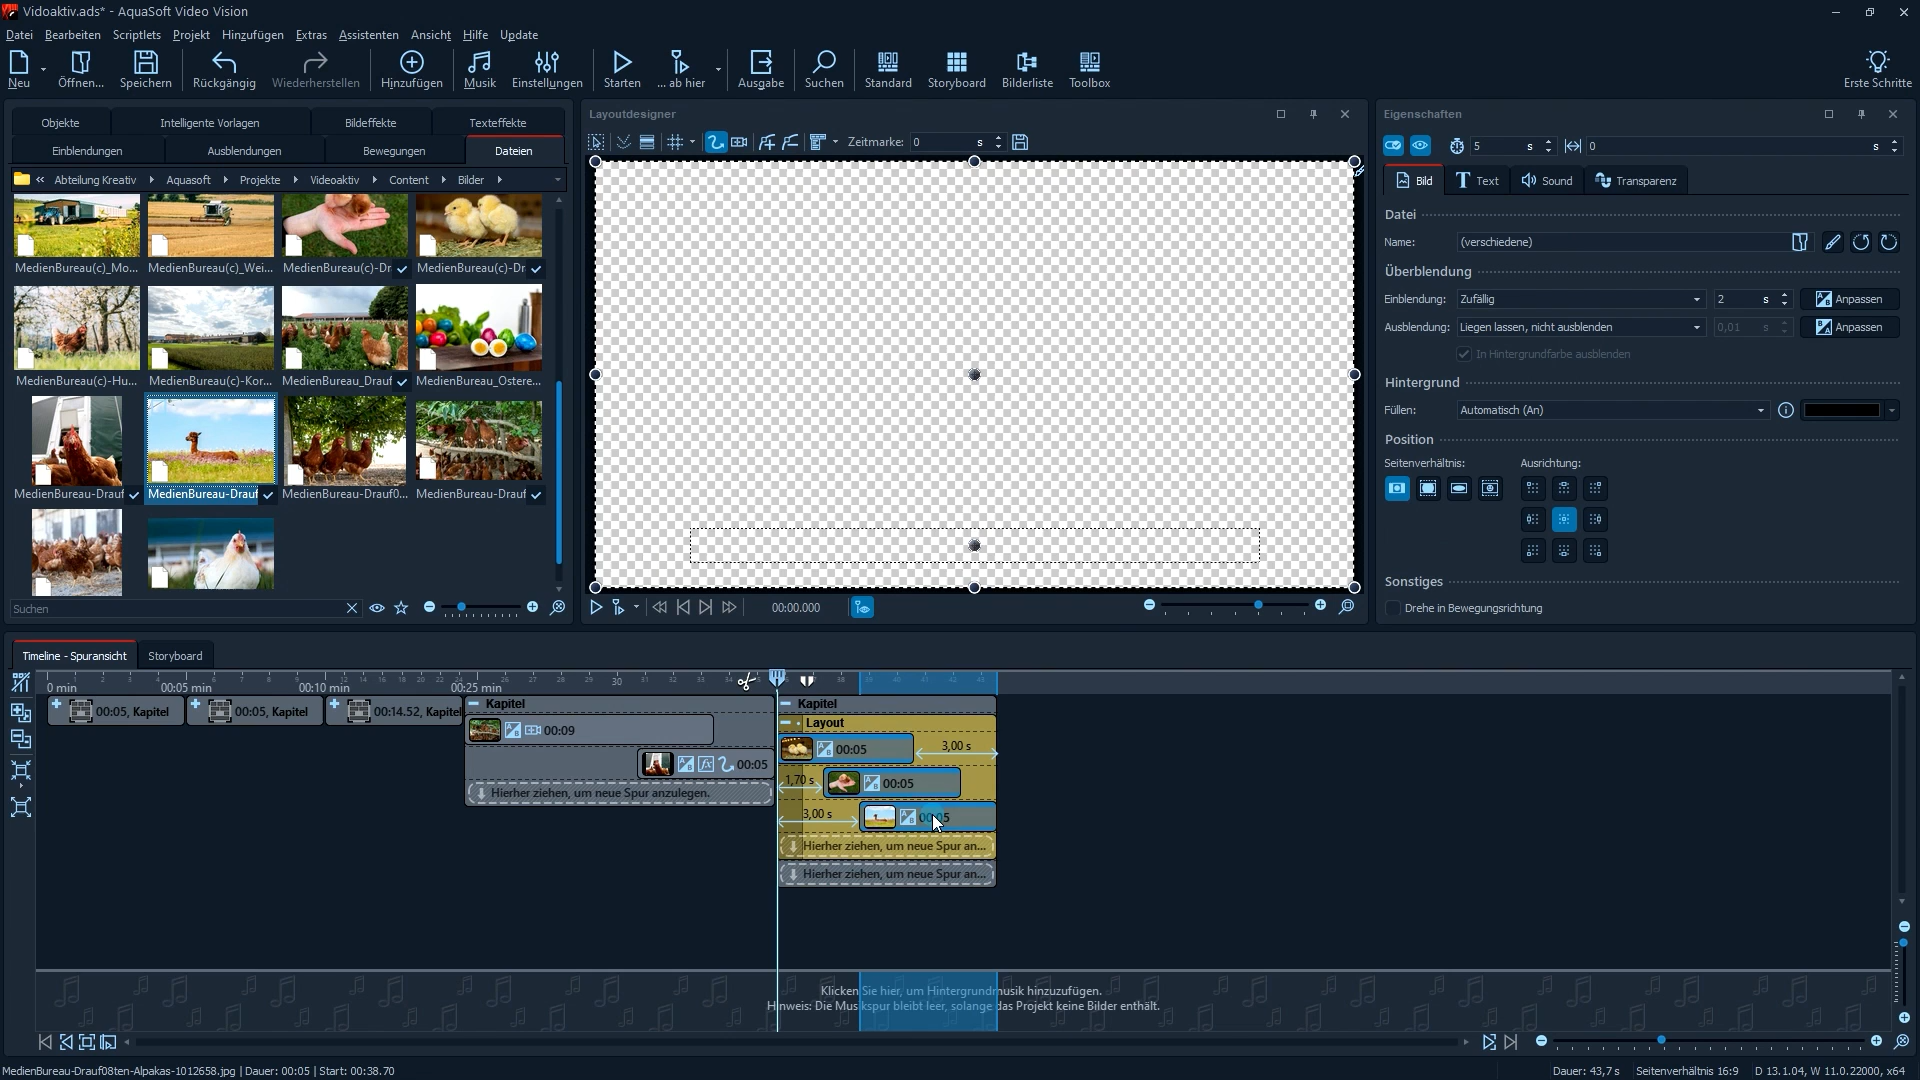 Vidoaktiv.ads* - AquaSoft Video Vision
Datei Bearbeiten Scriptlets Projekt Hinzufügen Extras Assistenten Ansicht Hilfe Update
Neu Öffnen... Speichern Rückgängig Wiederherstellen Hinzufügen Musik Einstellungen Starten ... ab hier Ausgabe Suchen Standard Storyboard Bilderliste Toolbox Erste Schritte
Objekte Intelligente Vorlagen Bildeffekte Texteffekte
Einblendungen Ausblendungen Bewegungen Dateien
« Abteilung Kreativ Aquasoft Projekte Videoaktiv Content Bilder
MedienBureau(c)_Mo... MedienBureau(c)_Wei... MedienBureau(c)-Dr MedienBureau(c)-Dr
MedienBureau(c)-Hu... MedienBureau(c)-Kor... MedienBureau_Drauf MedienBureau_Ostere...
MedienBureau-Drauf MedienBureau-Drauf MedienBureau-Drauf0... MedienBureau-Drauf
Suchen
Layoutdesigner
Zeitmarke: 0 s
00:00.000
Eigenschaften
5 s 0 s
Bild Text Sound Transparenz
Datei
Name: (verschiedene)
Überblendung
Einblendung: Zufällig 2 s Anpassen
Ausblendung: Liegen lassen, nicht ausblenden 0,01 s Anpassen
In Hintergrundfarbe ausblenden
Hintergrund
Füllen: Automatisch (An)
Position
Seitenverhältnis: Ausrichtung:
Sonstiges
Drehe in Bewegungsrichtung
Timeline - Spuransicht Storyboard
0 min 00:05 min 00:10 min 00:25 min 30
00:05, Kapitel 00:05, Kapitel 00:14.52, Kapitel Kapitel Kapitel
Layout
00:09 00:05 3,00 s
00:05 1,70 s 00:05
Hierher ziehen, um neue Spur anzulegen. 3,00 s 00:05
Hierher ziehen, um neue Spur an...
Hierher ziehen, um neue Spur an...
Klicken Sie hier, um Hintergrundmusik hinzuzufügen.
Hinweis: Die Musikspur bleibt leer, solange das Projekt keine Bilder enthält.
MedienBureau-Drauf08ten-Alpakas-1012658.jpg | Dauer: 00:05 | Start: 00:38.70 Dauer: 43,7 s Seitenverhältnis 16:9 D 13.1.04, W 11.0.22000, x64